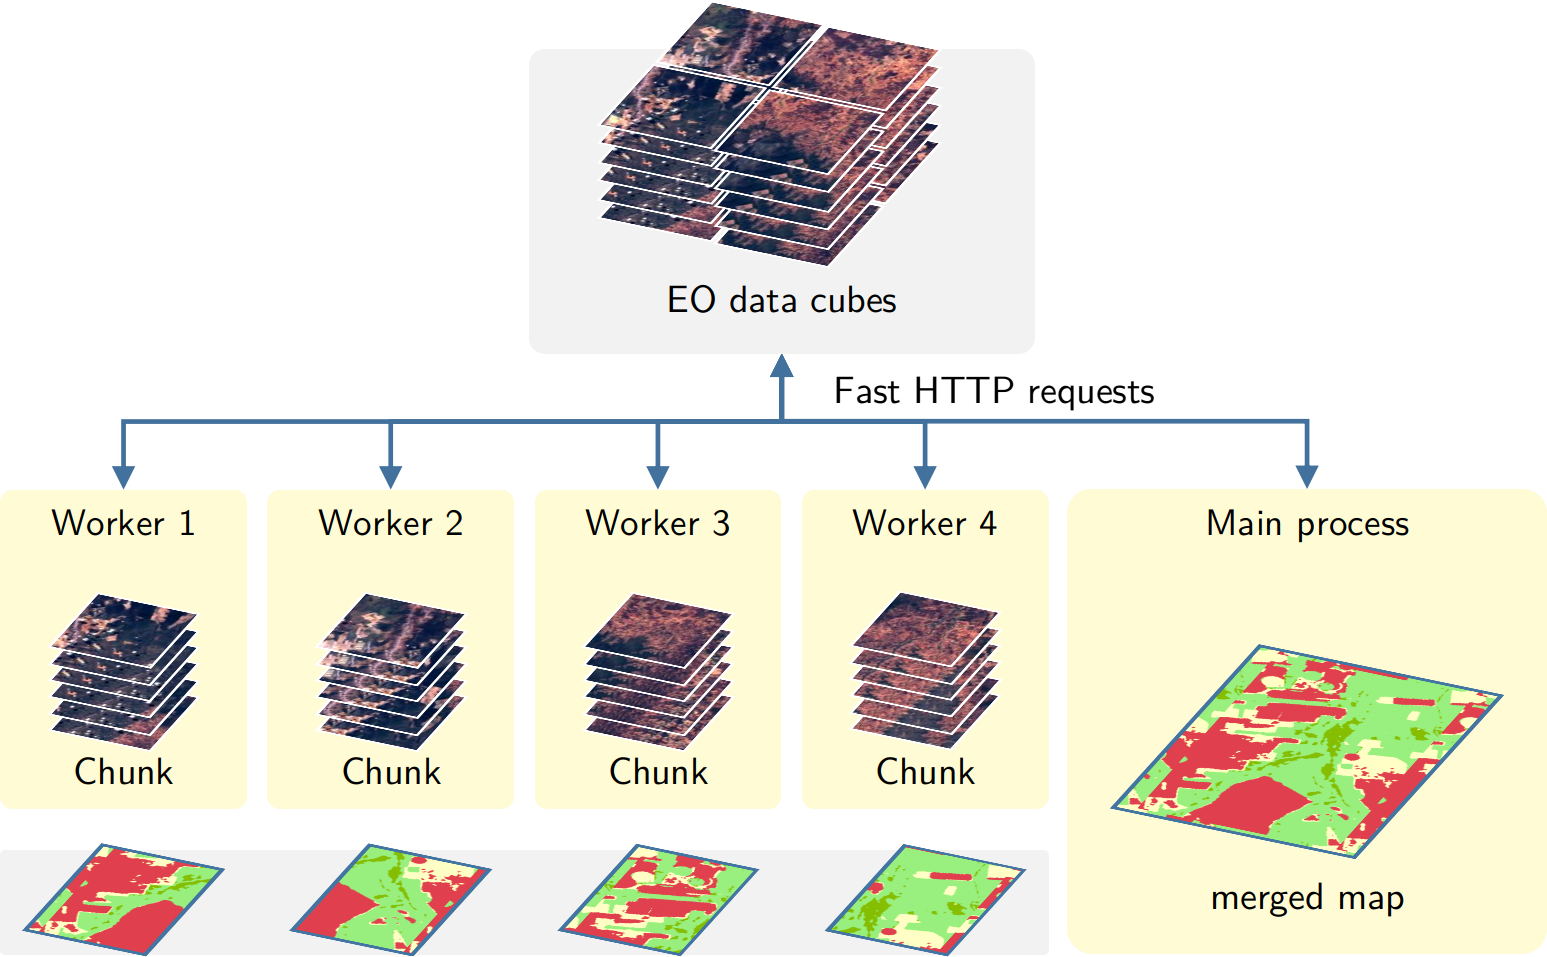 EO data cubes
Fast HTTP requests
Worker 1
Worker 2
Worker 3
Worker 4
Main process
Chunk
Chunk
Chunk
Chunk
merged map